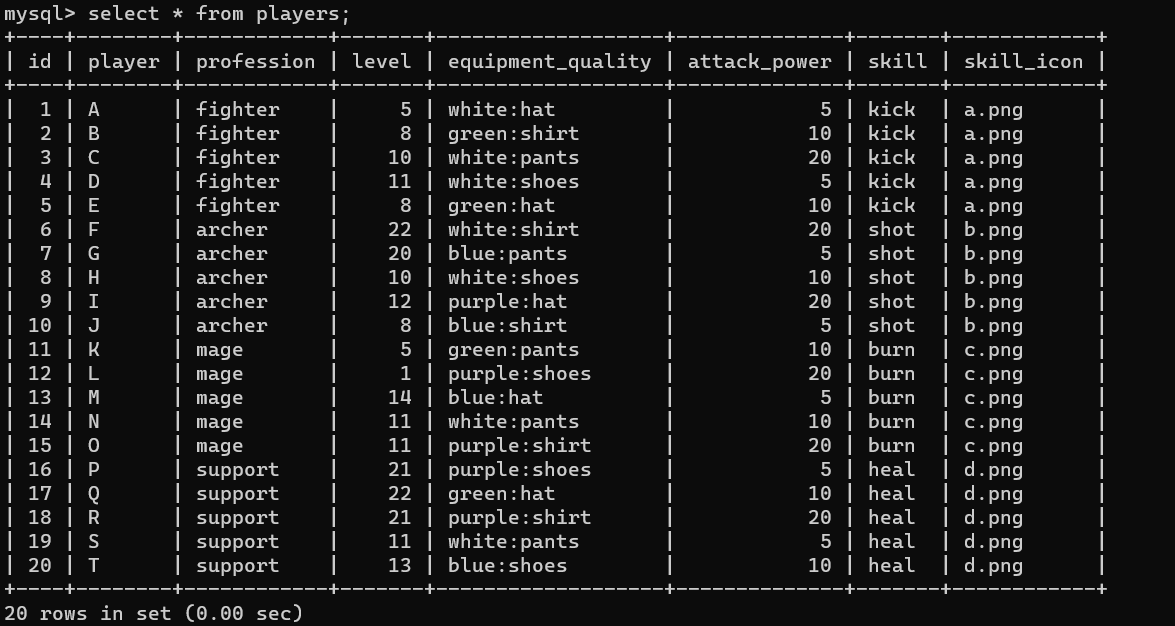 mysql> select * from players;
+----+--------+------------+-------+-------------------+--------------+-------+------------+
| id | player | profession | level | equipment_quality | attack_power | skill | skill_icon |
+----+--------+------------+-------+-------------------+--------------+-------+------------+
|  1 | A      | fighter    |     5 | white:hat         |            5 | kick  | a.png      |
|  2 | B      | fighter    |     8 | green:shirt       |           10 | kick  | a.png      |
|  3 | C      | fighter    |    10 | white:pants       |           20 | kick  | a.png      |
|  4 | D      | fighter    |    11 | white:shoes       |            5 | kick  | a.png      |
|  5 | E      | fighter    |     8 | green:hat         |           10 | kick  | a.png      |
|  6 | F      | archer     |    22 | white:shirt       |           20 | shot  | b.png      |
|  7 | G      | archer     |    20 | blue:pants        |            5 | shot  | b.png      |
|  8 | H      | archer     |    10 | white:shoes       |           10 | shot  | b.png      |
|  9 | I      | archer     |    12 | purple:hat        |           20 | shot  | b.png      |
| 10 | J      | archer     |     8 | blue:shirt        |            5 | shot  | b.png      |
| 11 | K      | mage       |     5 | green:pants       |           10 | burn  | c.png      |
| 12 | L      | mage       |     1 | purple:shoes      |           20 | burn  | c.png      |
| 13 | M      | mage       |    14 | blue:hat          |            5 | burn  | c.png      |
| 14 | N      | mage       |    11 | white:pants       |           10 | burn  | c.png      |
| 15 | O      | mage       |    11 | purple:shirt      |           20 | burn  | c.png      |
| 16 | P      | support    |    21 | purple:shoes      |            5 | heal  | d.png      |
| 17 | Q      | support    |    22 | green:hat         |           10 | heal  | d.png      |
| 18 | R      | support    |    21 | purple:shirt      |           20 | heal  | d.png      |
| 19 | S      | support    |    11 | white:pants       |            5 | heal  | d.png      |
| 20 | T      | support    |    13 | blue:shoes        |           10 | heal  | d.png      |
+----+--------+------------+-------+-------------------+--------------+-------+------------+
20 rows in set (0.00 sec)